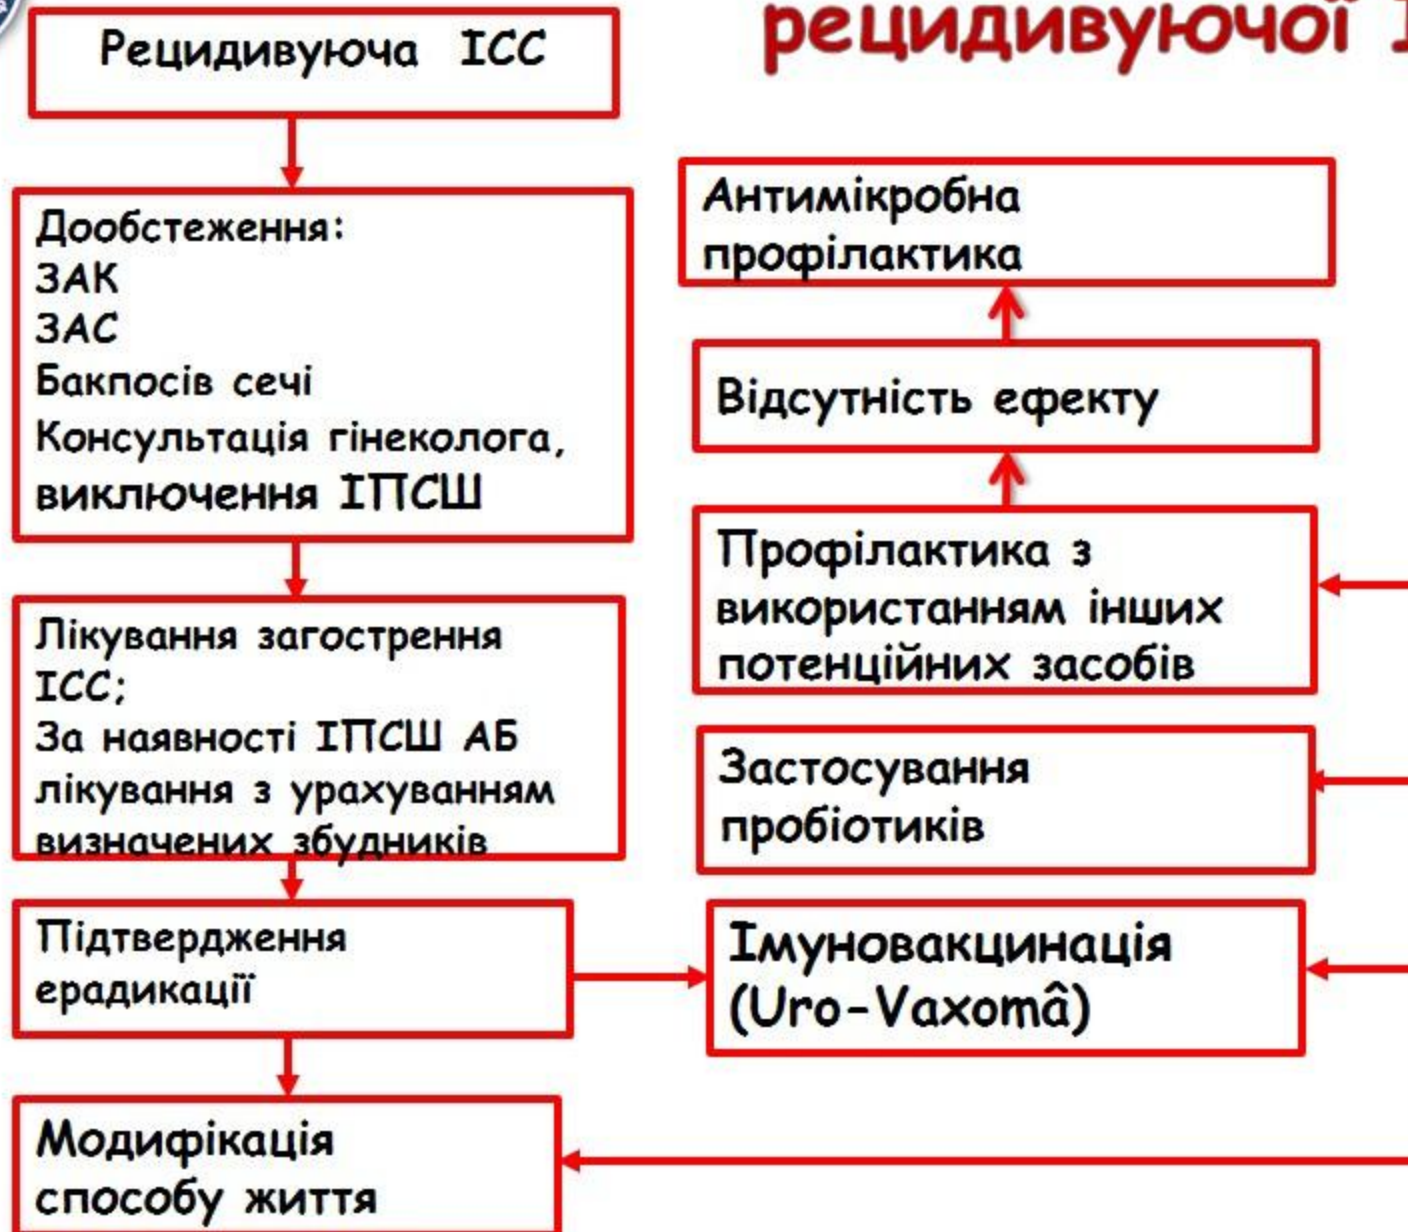 рецидивуючої І
Рецидивуюча ІСС
Дообстеження:
ЗАК
ЗАС
Бакпосів сечі
Консультація гінеколога,
виключення ІПСШ
Лікування загострення
ІСС;
За наявності ІПСШ АБ
лікування з урахуванням
визначених збудників
Підтвердження
ерадикації
Модифікація
способу життя
Антимікробна
профілактика
Відсутність ефекту
Профілактика з
використанням інших
потенційних засобів
Застосування
пробіотиків
Імуновакцинація
(Uro-Vaxomâ)